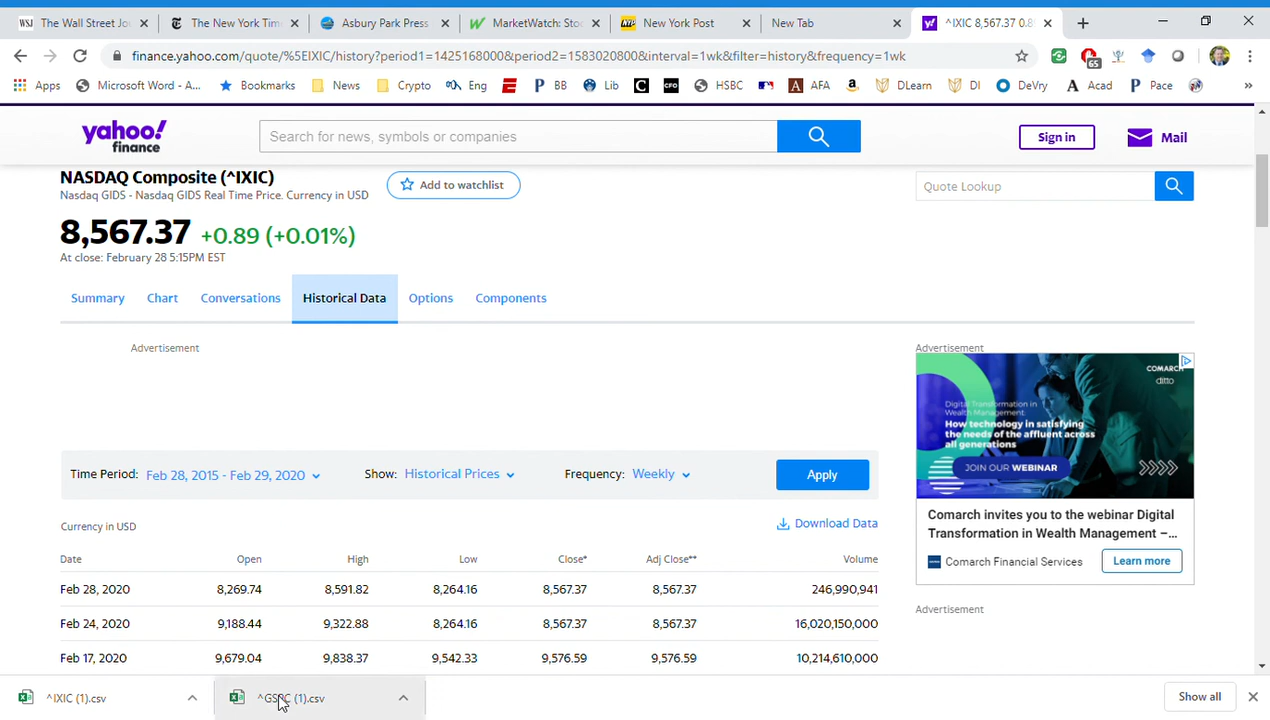 WSJ The Wall Street Jo
The New York Tim
Asbury Park Press
MarketWatch: Sto
NYP New York Post
New Tab
^IXIC 8,567.37 0.8
finance.yahoo.com/quote/%5EIXIC/history?period1=1425168000&period2=1583020800&interval=1wk&filter=history&frequency=1wk
65
Apps Microsoft Word - A... Bookmarks News Crypto Eng P BB Lib C CFO HSBC A AFA a DLearn DI DeVry A Acad P Pace »
yahoo!
finance
Search for news, symbols or companies
Sign in
Mail
NASDAQ Composite (^IXIC)
Nasdaq GIDS - Nasdaq GIDS Real Time Price. Currency in USD
Add to watchlist
Quote Lookup
8,567.37 +0.89 (+0.01%)
At close: February 28 5:15PM EST
Summary Chart Conversations Historical Data Options Components
Advertisement
Advertisement
COMARCH
ditto
Digital Transformation in
Wealth Management.
How technology in satisfying
the needs of the affluent across
all generations
JOIN OUR WEBINAR
Comarch invites you to the webinar Digital
Transformation in Wealth Management –...
Comarch Financial Services
Learn more
Advertisement
Time Period: Feb 28, 2015 - Feb 29, 2020 Show: Historical Prices Frequency: Weekly Apply
Currency in USD
Download Data
Date Open High Low Close* Adj Close** Volume
Feb 28, 2020 8,269.74 8,591.82 8,264.16 8,567.37 8,567.37 246,990,941
Feb 24, 2020 9,188.44 9,322.88 8,264.16 8,567.37 8,567.37 16,020,150,000
Feb 17, 2020 9,679.04 9,838.37 9,542.33 9,576.59 9,576.59 10,214,610,000
^IXIC (1).csv
^GSPC (1).csv
Show all